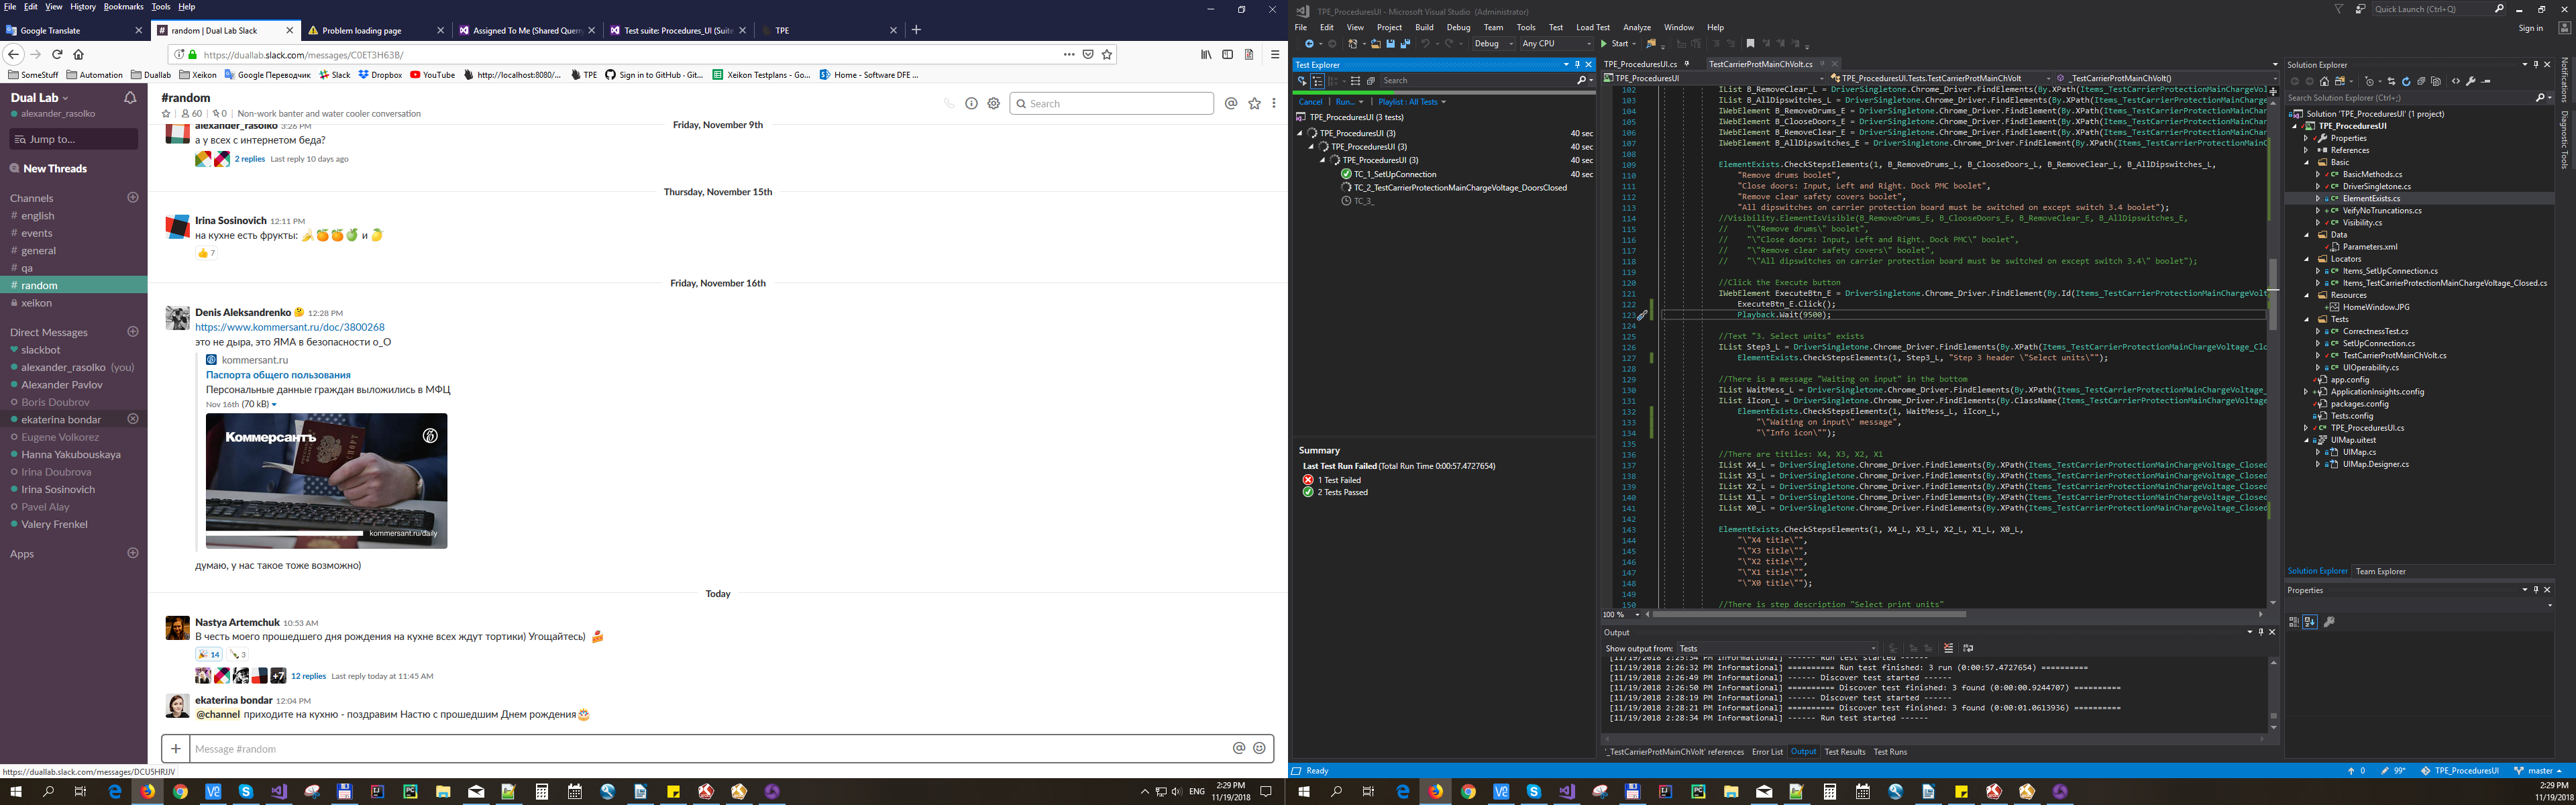 File Edit View History Bookmarks Tools Help
Google Translate
random | Dual Lab Slack
Problem loading page
Assigned To Me (Shared Query
Test suite: Procedures_UI (Suite
TPE
https://duallab.slack.com/messages/C0ET3H63B/
SomeStuff Automation Duallab Xeikon Google Переводчик Slack Dropbox YouTube http://localhost:8080/... TPE Sign in to GitHub · Git... Xeikon Testplans - Go... Home - Software DFE ...
Dual Lab
alexander_rasolko
Jump to...
New Threads
Channels
# english
# events
# general
# qa
# random
xeikon
Direct Messages
slackbot
alexander_rasolko (you)
Alexander Pavlov
Boris Doubrov
ekaterina bondar
Eugene Volkorez
Hanna Yakubouskaya
Irina Doubrova
Irina Sosinovich
Pavel Alay
Valery Frenkel
Apps
https://duallab.slack.com/messages/DCU5HRJJV
#random
60 0 Non-work banter and water cooler conversation
Search
Friday, November 9th
alexander_rasolko 3:26 PM
а у всех с интернетом беда?
2 replies Last reply 10 days ago
Thursday, November 15th
Irina Sosinovich 12:11 PM
на кухне есть фрукты: 🍌🍊🍊🍏 и 🍋
👍 7
Friday, November 16th
Denis Aleksandrenko 🤔 12:28 PM
https://www.kommersant.ru/doc/3800268
это не дыра, это ЯМА в безопасности о_О
kommersant.ru
Паспорта общего пользования
Персональные данные граждан выложились в МФЦ
Nov 16th (70 kB)
Коммерсантъ
kommersant.ru/daily
думаю, у нас такое тоже возможно)
Today
Nastya Artemchuk 10:53 AM
В честь моего прошедшего дня рождения на кухне всех ждут тортики) Угощайтесь) 🍰
🎉 14 🍾 3
+7 12 replies Last reply today at 11:45 AM
ekaterina bondar 12:04 PM
@channel приходите на кухню - поздравим Настю с прошедшим Днем рождения🎂
Message #random
ENG
2:29 PM
11/19/2018
TPE_ProceduresUI - Microsoft Visual Studio (Administrator)
Quick Launch (Ctrl+Q)
File Edit View Project Build Debug Team Tools Test Load Test Analyze Window Help
Sign in
Debug Any CPU Start
Test Explorer
Search
Cancel | Run... | Playlist : All Tests
TPE_ProceduresUI (3 tests)
TPE_ProceduresUI (3) 40 sec
TPE_ProceduresUI (3) 40 sec
TPE_ProceduresUI (3) 40 sec
TC_1_SetUpConnection 40 sec
TC_2_TestCarrierProtectionMainChargeVoltage_DoorsClosed
TC_3_
Summary
Last Test Run Failed (Total Run Time 0:00:57.4727654)
1 Test Failed
2 Tests Passed
TPE_ProceduresUI.cs TestCarrierProtMainChVolt.cs
TPE_ProceduresUI TPE_ProceduresUI.Tests.TestCarrierProtMainChVolt _TestCarrierProtMainChVolt()
102 IList B_RemoveClear_L = DriverSingletone.Chrome_Driver.FindElements(By.XPath(Items_TestCarrierProtectionMainChargeVol
103 IList B_AllDipswitches_L = DriverSingletone.Chrome_Driver.FindElements(By.XPath(Items_TestCarrierProtectionMainCharge
104 IWebElement B_RemoveDrums_E = DriverSingletone.Chrome_Driver.FindElement(By.XPath(Items_TestCarrierProtectionMainChar
105 IWebElement B_ClooseDoors_E = DriverSingletone.Chrome_Driver.FindElement(By.XPath(Items_TestCarrierProtectionMainChar
106 IWebElement B_RemoveClear_E = DriverSingletone.Chrome_Driver.FindElement(By.XPath(Items_TestCarrierProtectionMainChar
107 IWebElement B_AllDipswitches_E = DriverSingletone.Chrome_Driver.FindElement(By.XPath(Items_TestCarrierProtectionMainC
108
109 ElementExists.CheckStepsElements(1, B_RemoveDrums_L, B_ClooseDoors_L, B_RemoveClear_L, B_AllDipswitches_L,
110 "Remove drums boolet",
111 "Close doors: Input, Left and Right. Dock PMC boolet",
112 "Remove clear safety covers boolet",
113 "All dipswitches on carrier protection board must be switched on except switch 3.4 boolet");
114 //Visibility.ElementIsVisible(B_RemoveDrums_E, B_ClooseDoors_E, B_RemoveClear_E, B_AllDipswitches_E,
115 // "\"Remove drums\" boolet",
116 // "\"Close doors: Input, Left and Right. Dock PMC\" boolet",
117 // "\"Remove clear safety covers\" boolet",
118 // "\"All dipswitches on carrier protection board must be switched on except switch 3.4\" boolet");
119
120 //Click the Execute button
121 IWebElement ExecuteBtn_E = DriverSingletone.Chrome_Driver.FindElement(By.Id(Items_TestCarrierProtectionMainChargeVolt
122 ExecuteBtn_E.Click();
123 Playback.Wait(9500);
124
125 //Text "3. Select units" exists
126 IList Step3_L = DriverSingletone.Chrome_Driver.FindElements(By.XPath(Items_TestCarrierProtectionMainChargeVoltage_Clo
127 ElementExists.CheckStepsElements(1, Step3_L, "Step 3 header \"Select units\"");
128
129 //There is a message "Waiting on input" in the bottom
130 IList WaitMess_L = DriverSingletone.Chrome_Driver.FindElements(By.XPath(Items_TestCarrierProtectionMainChargeVoltage_
131 IList iIcon_L = DriverSingletone.Chrome_Driver.FindElements(By.ClassName(Items_TestCarrierProtectionMainChargeVoltage
132 ElementExists.CheckStepsElements(1, WaitMess_L, iIcon_L,
133 "\"Waiting on input\" message",
134 "\"Info icon\"");
135
136 //There are titiles: X4, X3, X2, X1
137 IList X4_L = DriverSingletone.Chrome_Driver.FindElements(By.XPath(Items_TestCarrierProtectionMainChargeVoltage_Closed
138 IList X3_L = DriverSingletone.Chrome_Driver.FindElements(By.XPath(Items_TestCarrierProtectionMainChargeVoltage_Closed
139 IList X2_L = DriverSingletone.Chrome_Driver.FindElements(By.XPath(Items_TestCarrierProtectionMainChargeVoltage_Closed
140 IList X1_L = DriverSingletone.Chrome_Driver.FindElements(By.XPath(Items_TestCarrierProtectionMainChargeVoltage_Closed
141 IList X0_L = DriverSingletone.Chrome_Driver.FindElements(By.XPath(Items_TestCarrierProtectionMainChargeVoltage_Closed
142
143 ElementExists.CheckStepsElements(1, X4_L, X3_L, X2_L, X1_L, X0_L,
144 "\"X4 title\"",
145 "\"X3 title\"",
146 "\"X2 title\"",
147 "\"X1 title\"",
148 "\"X0 title\"");
149
150 //There is step description "Select print units"
100 %
Output
Show output from: Tests
[11/19/2018 2:25:34 PM Informational] ------ Run test started ------
[11/19/2018 2:26:32 PM Informational] ========== Run test finished: 3 run (0:00:57.4727654) ==========
[11/19/2018 2:26:49 PM Informational] ------ Discover test started ------
[11/19/2018 2:26:50 PM Informational] ========== Discover test finished: 3 found (0:00:00.9244707) ==========
[11/19/2018 2:28:19 PM Informational] ------ Discover test started ------
[11/19/2018 2:28:21 PM Informational] ========== Discover test finished: 3 found (0:00:01.0613936) ==========
[11/19/2018 2:28:34 PM Informational] ------ Run test started ------
'_TestCarrierProtMainChVolt' references Error List Output Test Results Test Runs
Solution Explorer
Search Solution Explorer (Ctrl+;)
Solution 'TPE_ProceduresUI' (1 project)
TPE_ProceduresUI
Properties
References
Basic
BasicMethods.cs
DriverSingletone.cs
ElementExists.cs
VeifyNoTruncations.cs
Visibility.cs
Data
Parameters.xml
Locators
Items_SetUpConnection.cs
Items_TestCarrierProtectionMainChargeVoltage_Closed.cs
Resources
HomeWindow.JPG
Tests
CorrectnessTest.cs
SetUpConnection.cs
TestCarrierProtMainChVolt.cs
UIOperability.cs
app.config
ApplicationInsights.config
packages.config
Tests.config
TPE_ProceduresUI.cs
UIMap.uitest
UIMap.cs
UIMap.Designer.cs
Solution Explorer Team Explorer
Properties
Notifications
Diagnostic Tools
Ready
0 99* TPE_ProceduresUI master
2:29 PM
11/19/2018